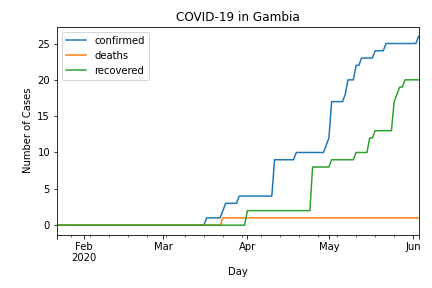 COVID-19 in Gambia
confirmed
deaths
recovered
Number of Cases
25
20
15
10
5
0
Feb
2020
Mar
Apr
May
Jun
Day